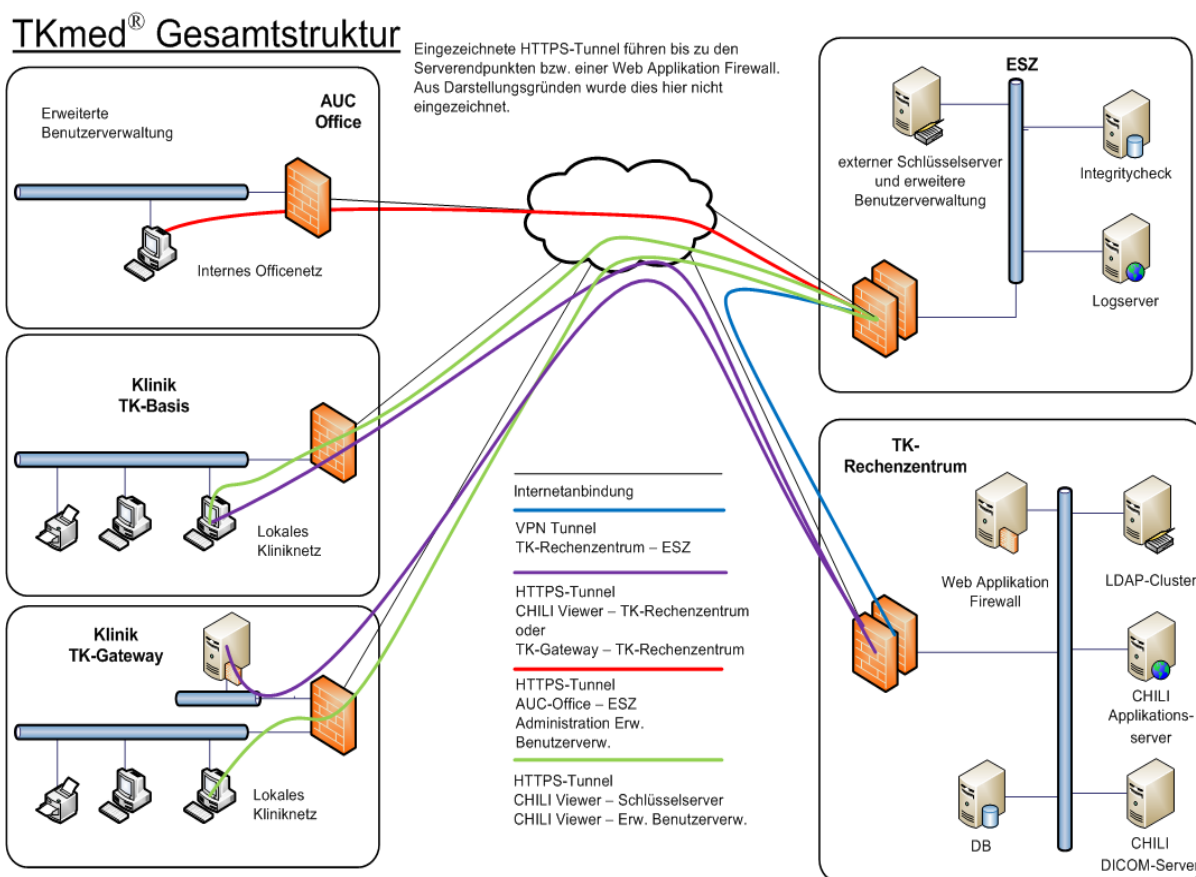 TKmed® Gesamtstruktur
Eingezeichnete HTTPS-Tunnel führen bis zu den
Serverendpunkten bzw. einer Web Applikation Firewall.
Aus Darstellungsgründen wurde dies hier nicht
eingezeichnet.
AUC
Office
Erweiterte
Benutzerverwaltung
Internes Officenetz
Klinik
TK-Basis
Lokales
Kliniknetz
Klinik
TK-Gateway
Lokales
Kliniknetz
Internetanbindung
VPN Tunnel
TK-Rechenzentrum – ESZ
HTTPS-Tunnel
CHILI Viewer – TK-Rechenzentrum
oder
TK-Gateway – TK-Rechenzentrum
HTTPS-Tunnel
AUC-Office – ESZ
Administration Erw.
Benutzerverw.
HTTPS-Tunnel
CHILI Viewer – Schlüsselserver
CHILI Viewer – Erw. Benutzerverw.
ESZ
externer Schlüsselserver
und erweitere
Benutzerverwaltung
Integritycheck
Logserver
TK-
Rechenzentrum
Web Applikation
Firewall
LDAP-Cluster
CHILI
Applikations-
server
DB
CHILI
DICOM-Server